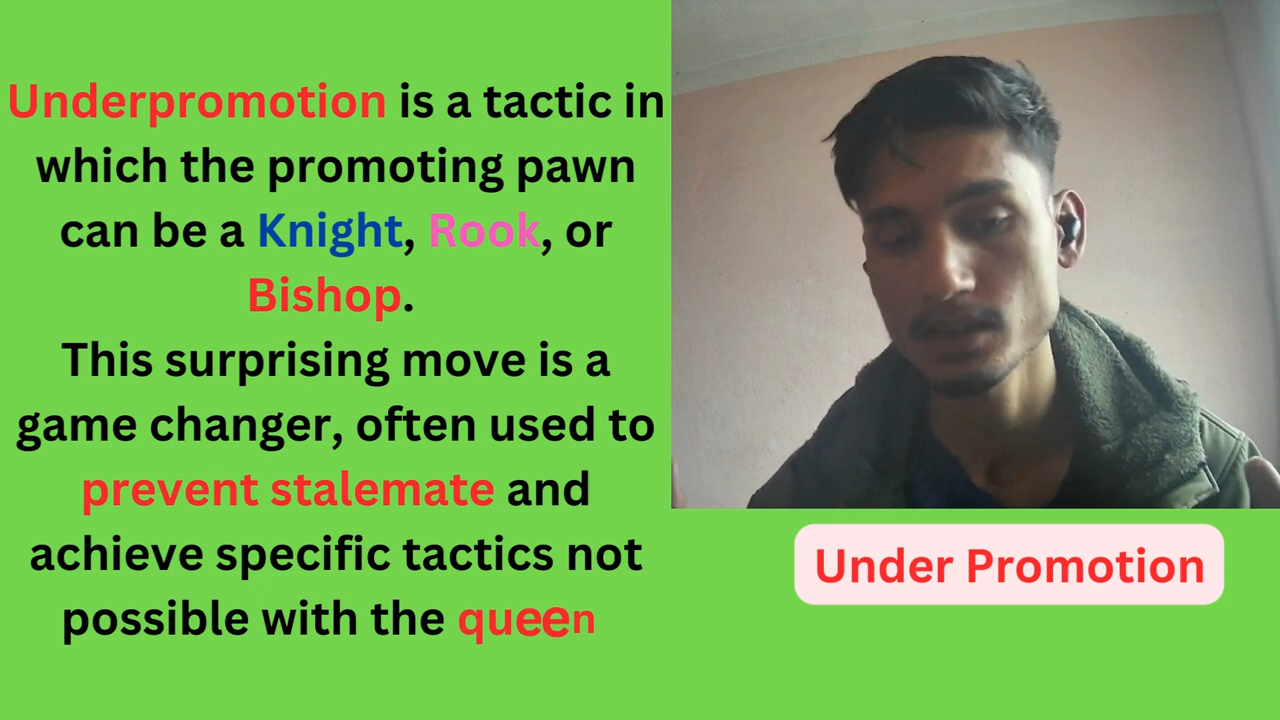 Underpromotion is a tactic in
which the promoting pawn
can be a Knight, Rook, or
Bishop.
This surprising move is a
game changer, often used to
prevent stalemate and
achieve specific tactics not
possible with the queen
Under Promotion